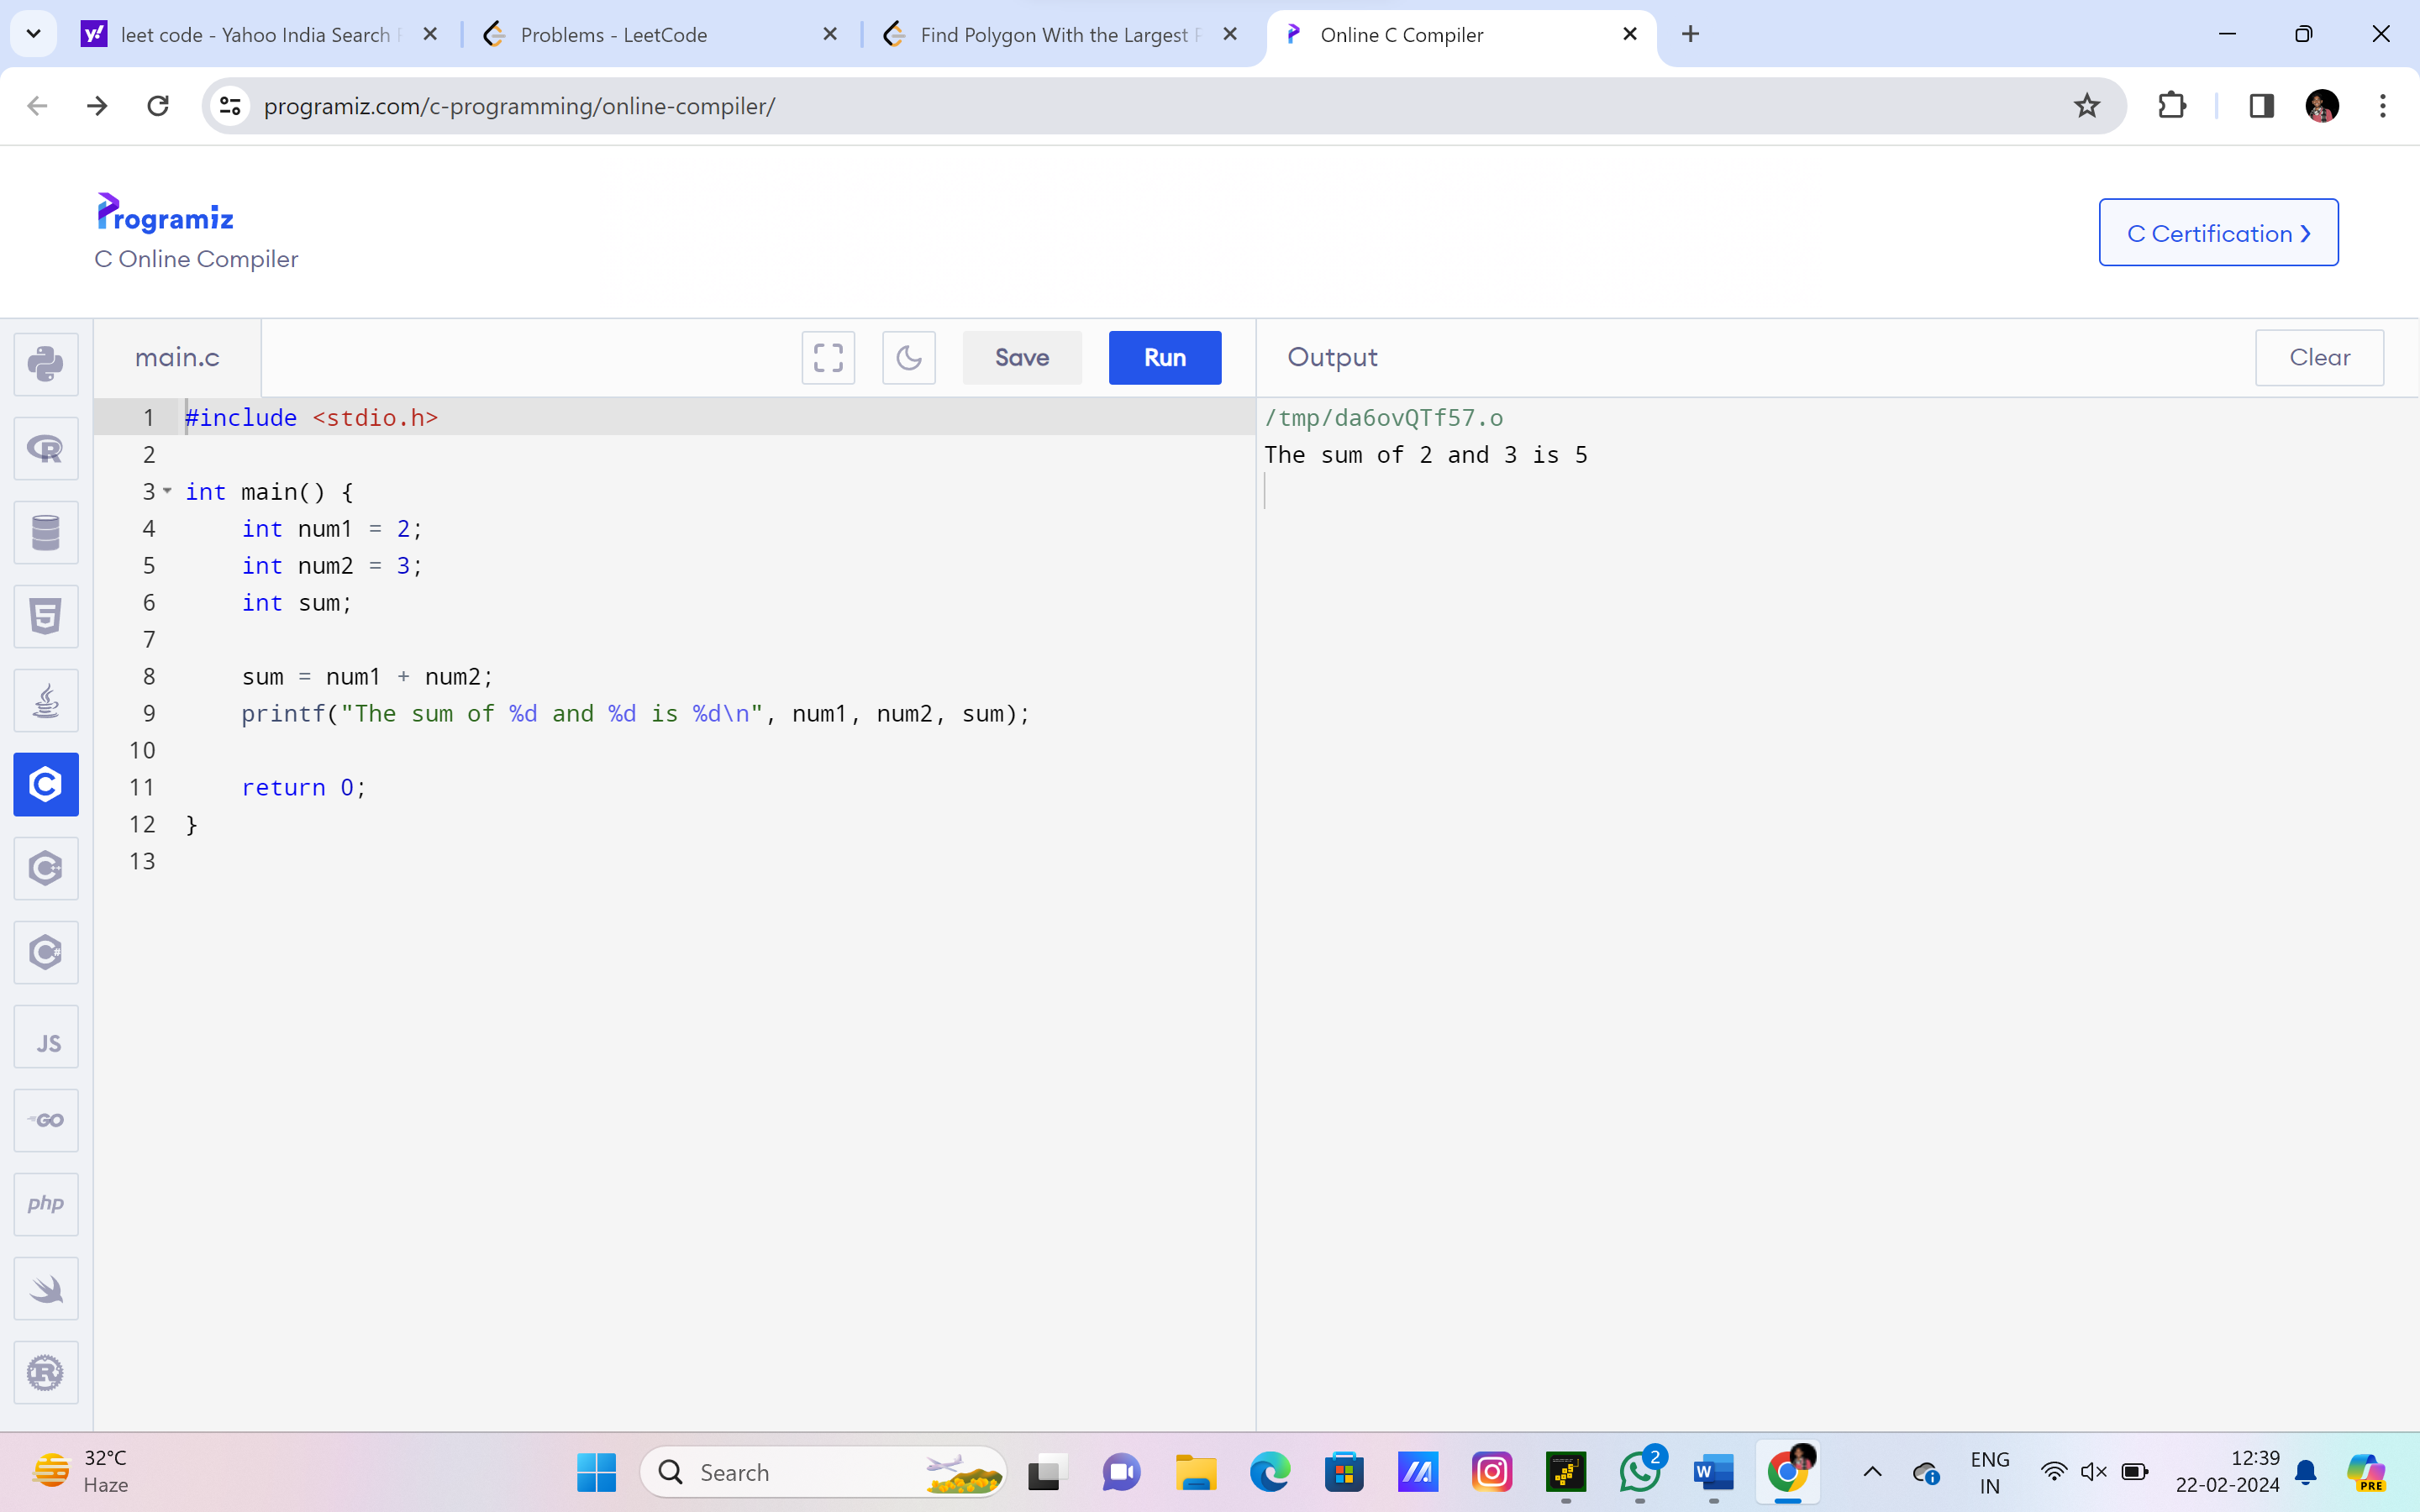 leet code - Yahoo India Search
Problems - LeetCode
Find Polygon With the Largest
Online C Compiler
programiz.com/c-programming/online-compiler/
Programiz
C Online Compiler
C Certification
main.c
Save
Run
Output
Clear
1 #include <stdio.h>
2
3 int main() {
4     int num1 = 2;
5     int num2 = 3;
6     int sum;
7
8     sum = num1 + num2;
9     printf("The sum of %d and %d is %d\n", num1, num2, sum);
10
11     return 0;
12 }
13
/tmp/da6ovQTf57.o
The sum of 2 and 3 is 5
JS
GO
php
32°C
Haze
Search
2
ENG
IN
12:39
22-02-2024
PRE